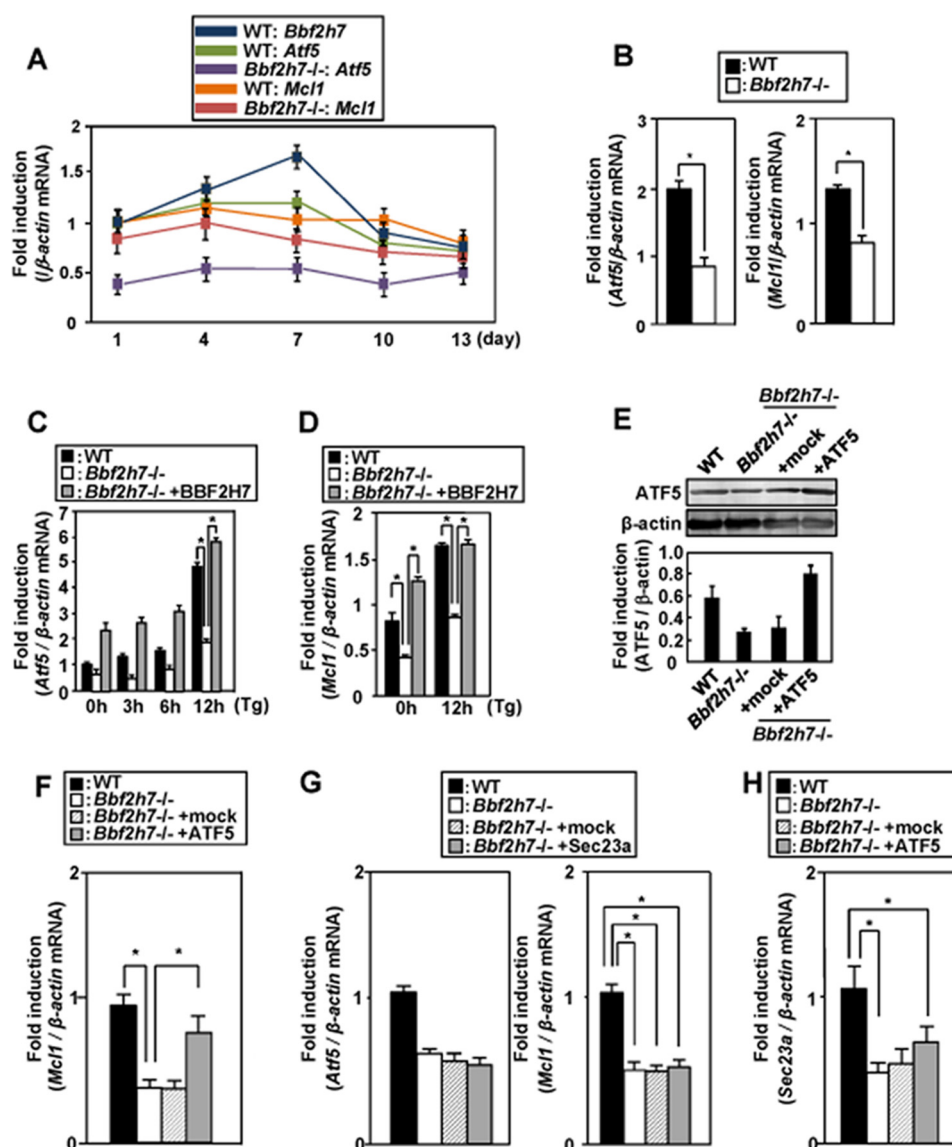 A
WT: Bbf2h7
WT: Atf5
Bbf2h7-/-: Atf5
WT: Mcl1
Bbf2h7-/-: Mcl1
Fold induction
(/β-actin mRNA)
2
1.5
1
0.5
0
1 4 7 10 13 (day)
B
:WT
:Bbf2h7-/-
Fold induction
(Atf5/β-actin mRNA)
3
2
1
0
*
Fold induction
(Mcl1/β-actin mRNA)
2
1
0
*
C
:WT
:Bbf2h7-/-
:Bbf2h7-/- +BBF2H7
Fold induction
(Atf5 / β-actin mRNA)
7
6
5
4
3
2
1
0
* *
0h 3h 6h 12h (Tg)
D
:WT
:Bbf2h7-/-
:Bbf2h7-/- +BBF2H7
Fold induction
(Mcl1 / β-actin mRNA)
2
1.5
1
0.5
0
* * * *
0h 12h (Tg)
E
Bbf2h7-/-
WT Bbf2h7-/- +mock +ATF5
ATF5
β-actin
Fold induction
(ATF5 / β-actin)
1.0
0.8
0.6
0.4
0.2
0
WT Bbf2h7-/- +mock +ATF5
Bbf2h7-/-
F
:WT
:Bbf2h7-/-
:Bbf2h7-/- +mock
:Bbf2h7-/- +ATF5
Fold induction
(Mcl1 / β-actin mRNA)
2
1
0
* *
G
:WT
:Bbf2h7-/-
:Bbf2h7-/- +mock
:Bbf2h7-/- +Sec23a
Fold induction
(Atf5 / β-actin mRNA)
2
1
0
Fold induction
(Mcl1 / β-actin mRNA)
2
1
0
*
*
*
H
:WT
:Bbf2h7-/-
:Bbf2h7-/- +mock
:Bbf2h7-/- +ATF5
Fold induction
(Sec23a / β-actin mRNA)
2
1
0
*
*